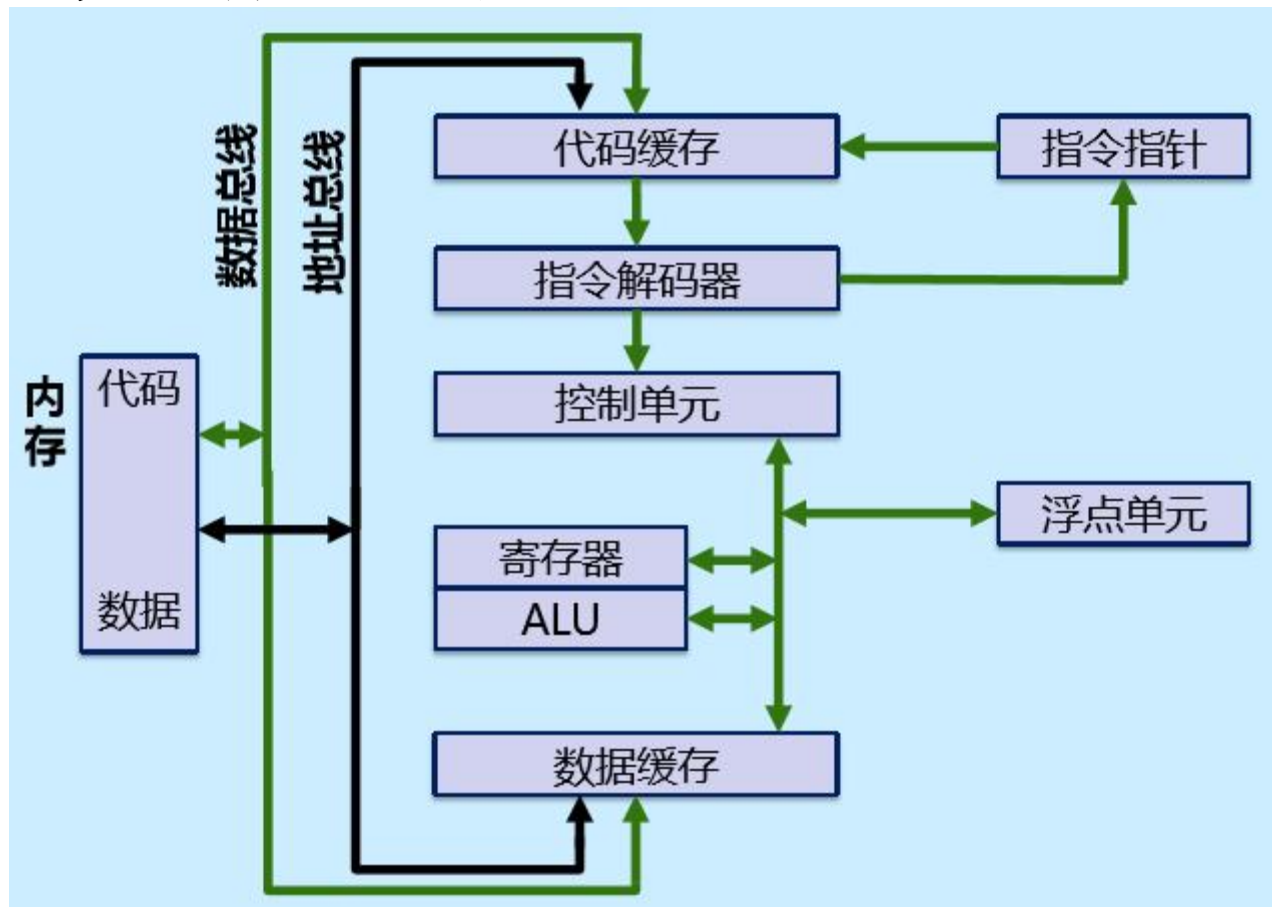 数据总线
地址总线
代码缓存
指令指针
指令解码器
控制单元
内存
代码
数据
浮点单元
寄存器
ALU
数据缓存